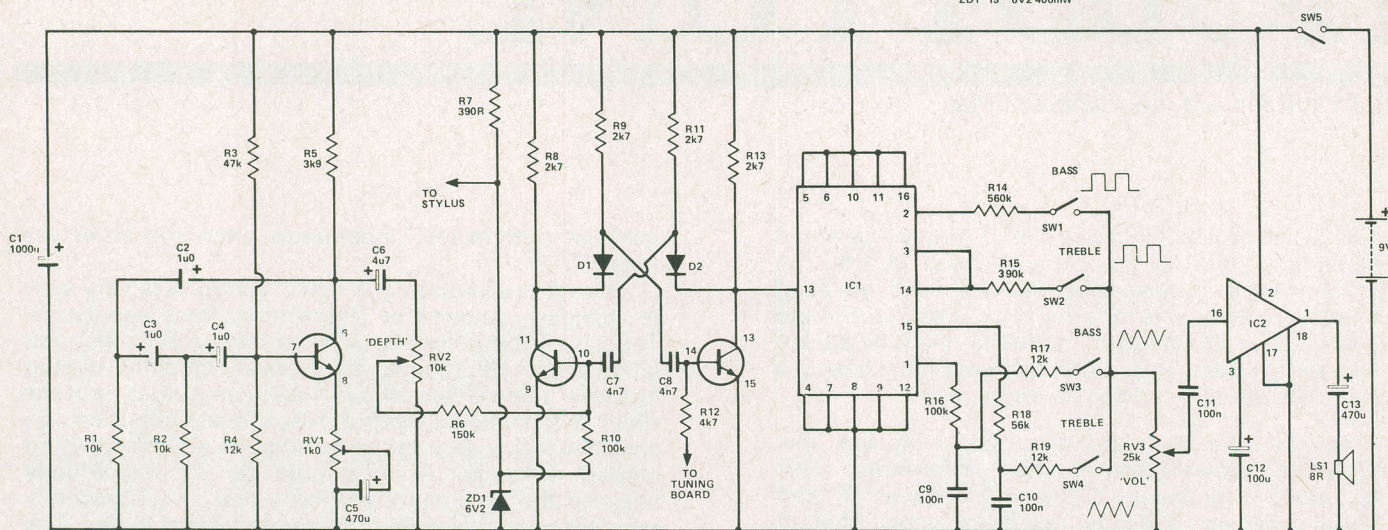 ZD1 IS 6V2 400mW
SW5
R7
390R
R9
2k7
R11
2k7
R3
47k
R5
3k9
R8
2k7
R13
2k7
TO
STYLUS
5 6 10 11 16
BASS
R14
560k
2
SW1
C1
1000u
+
C2
1u0
+
C6
4u7
+
D1
D2
13
IC1
3
14
TREBLE
R15
390k
SW2
+
9V
2
16
IC2
1
18
17
3
C3
1u0
+
C4
1u0
+
7
6
8
'DEPTH'
RV2
10k
11
10
9
C7
4n7
C8
4n7
14
13
15
15
1
BASS
R17
12k
SW3
4 7 8 9 12
R16
100k
R18
56k
TREBLE
C11
100n
C13
470u
+
R1
10k
R2
10k
R4
12k
RV1
1k0
R6
150k
R10
100k
R12
4k7
R19
12k
SW4
RV3
25k
'VOL'
+
C12
100u
LS1
8R
TO
TUNING
BOARD
C5
470u
+
ZD1
6V2
C9
100n
C10
100n